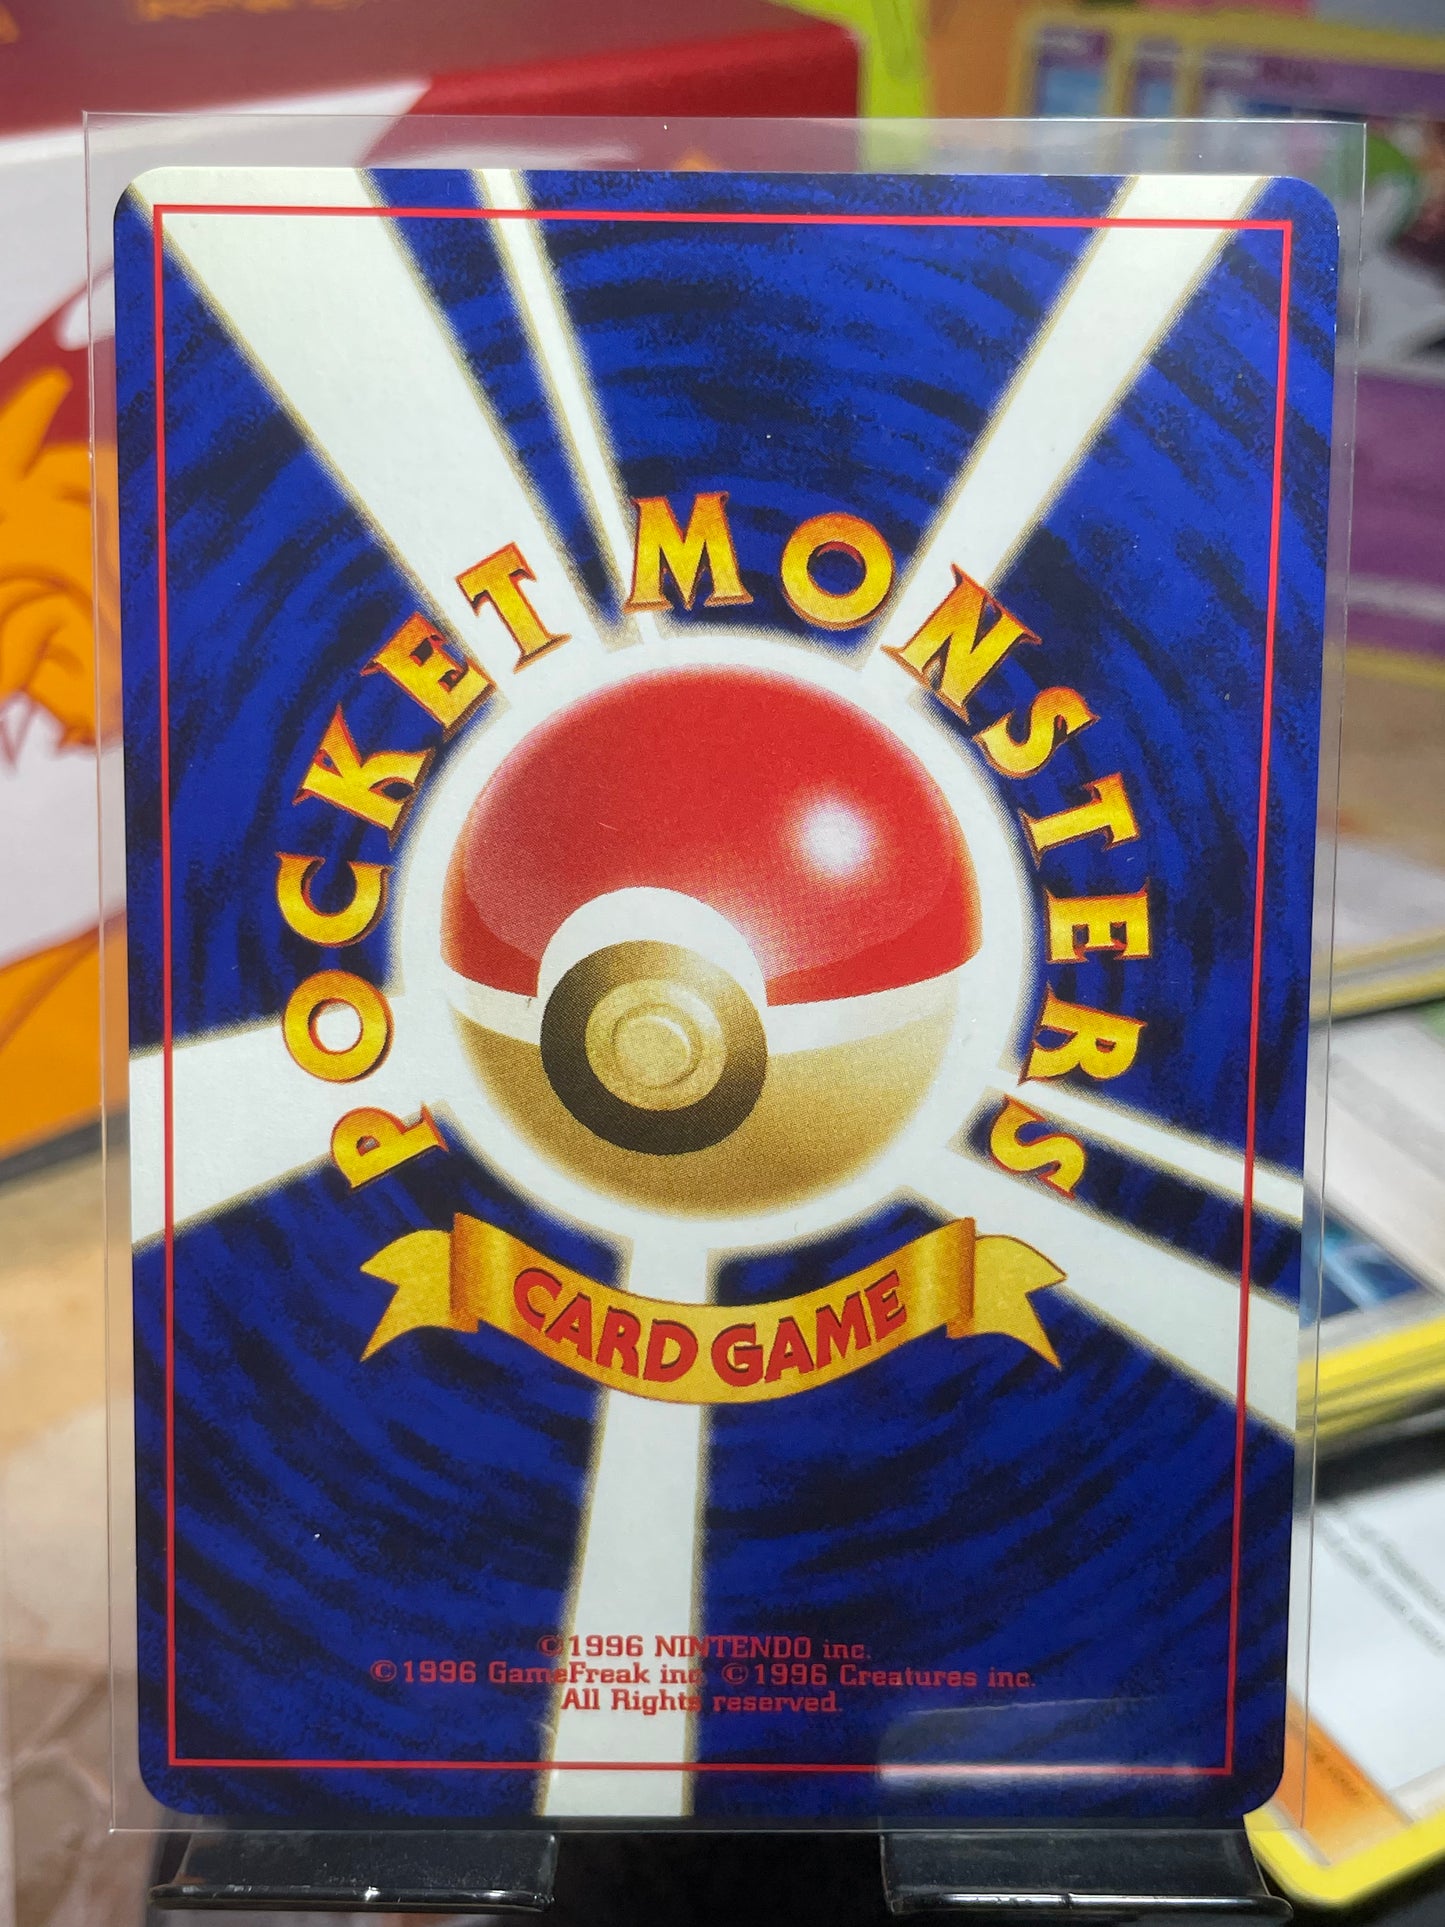 POCKET MONSTERS
CARD GAME
©1996 NINTENDO inc.
©1996 GameFreak inc. ©1996 Creatures inc.
All Rights reserved.